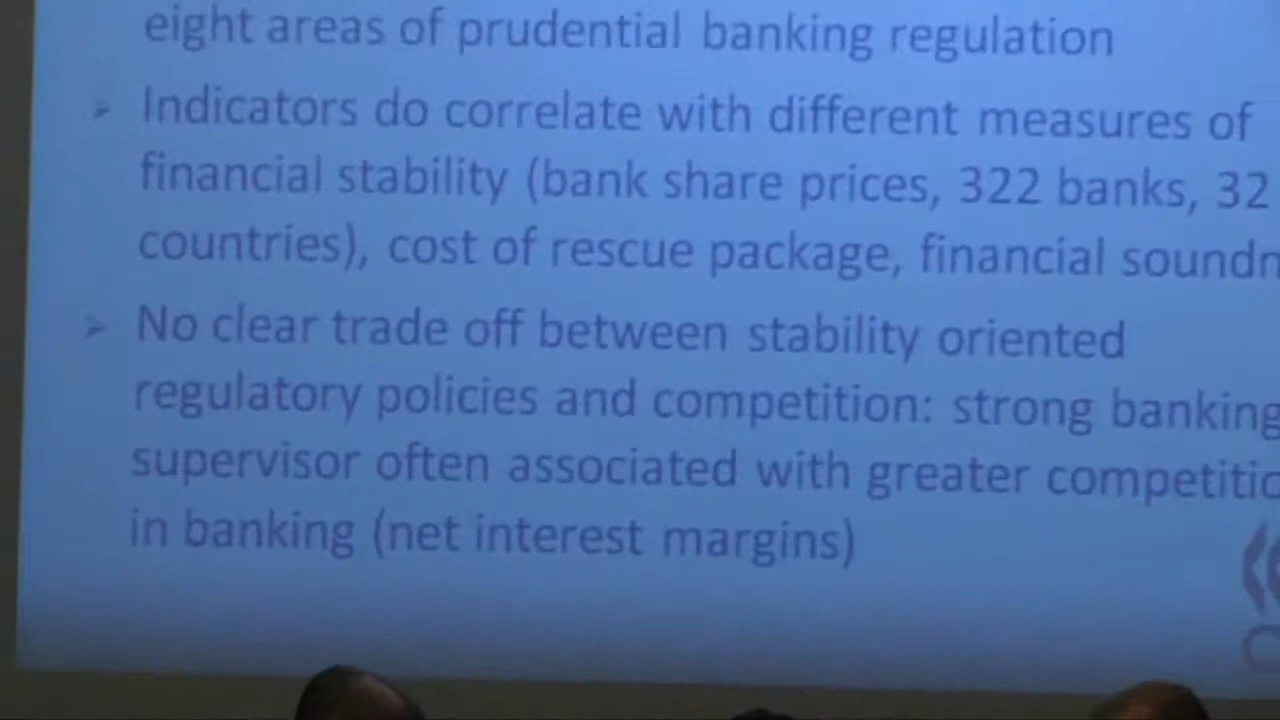 eight areas of prudential banking regulation
Indicators do correlate with different measures of
financial stability (bank share prices, 322 banks, 32
countries), cost of rescue package, financial soundn
No clear trade off between stability oriented
regulatory policies and competition: strong banking
supervisor often associated with greater competitio
in banking (net interest margins)